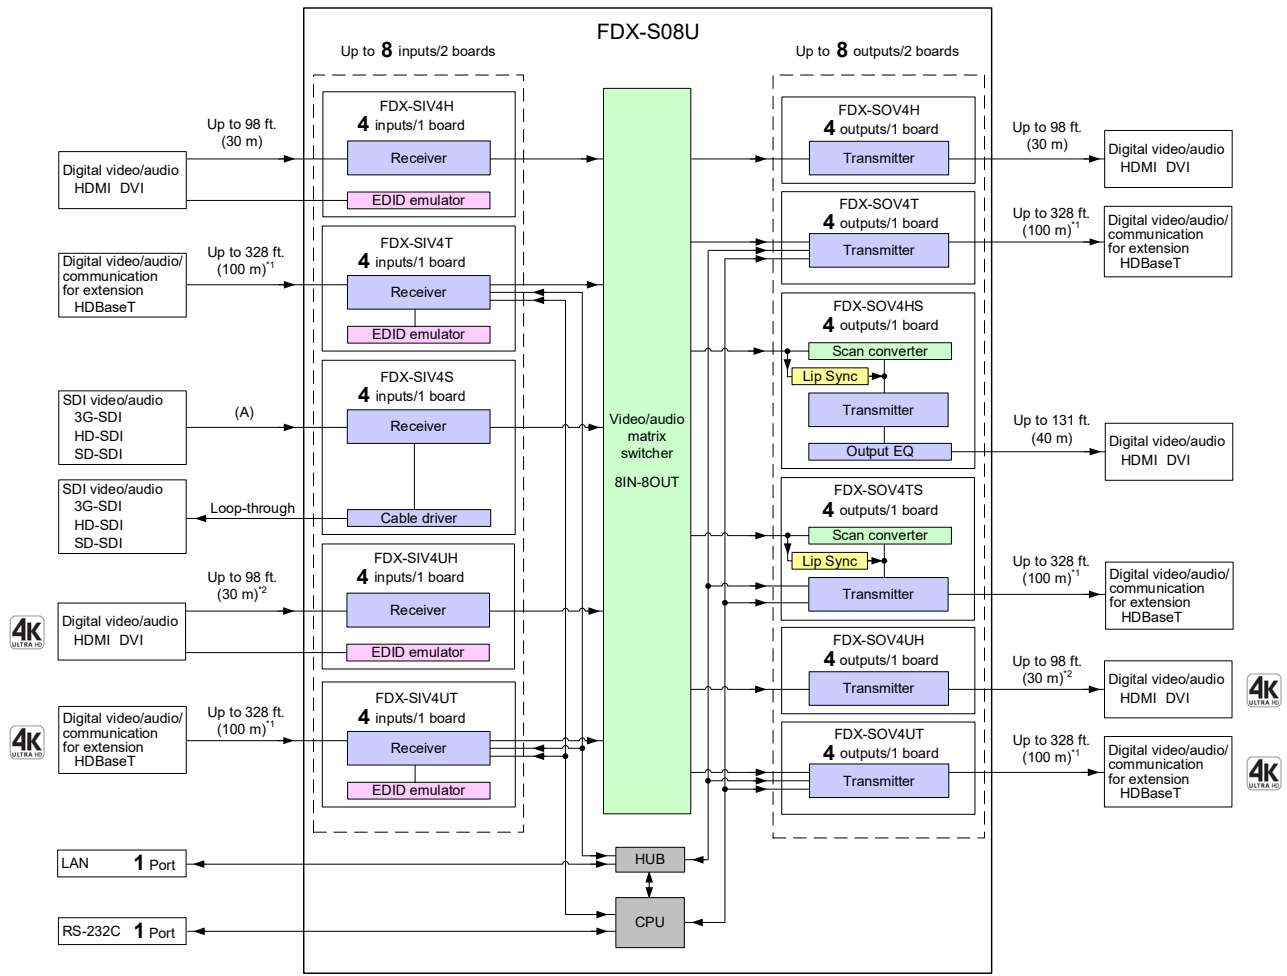 FDX-S08U
Up to 8 inputs/2 boards
Up to 8 outputs/2 boards
FDX-SIV4H
4 inputs/1 board
Receiver
EDID emulator
Up to 98 ft.
(30 m)
Digital video/audio
HDMI DVI
FDX-SIV4T
4 inputs/1 board
Receiver
EDID emulator
Up to 328 ft.
(100 m)*1
Digital video/audio/
communication
for extension
HDBaseT
FDX-SIV4S
4 inputs/1 board
Receiver
Cable driver
(A)
SDI video/audio
3G-SDI
HD-SDI
SD-SDI
Loop-through
SDI video/audio
3G-SDI
HD-SDI
SD-SDI
FDX-SIV4UH
4 inputs/1 board
Receiver
EDID emulator
Up to 98 ft.
(30 m)*2
Digital video/audio
HDMI DVI
4K
ULTRA HD
FDX-SIV4UT
4 inputs/1 board
Receiver
EDID emulator
Up to 328 ft.
(100 m)*1
Digital video/audio/
communication
for extension
HDBaseT
4K
ULTRA HD
LAN 1 Port
RS-232C 1 Port
Video/audio
matrix
switcher
8IN-8OUT
HUB
CPU
FDX-SOV4H
4 outputs/1 board
Transmitter
Up to 98 ft.
(30 m)
Digital video/audio
HDMI DVI
FDX-SOV4T
4 outputs/1 board
Transmitter
Up to 328 ft.
(100 m)*1
Digital video/audio/
communication
for extension
HDBaseT
FDX-SOV4HS
4 outputs/1 board
Scan converter
Lip Sync
Transmitter
Output EQ
Up to 131 ft.
(40 m)
Digital video/audio
HDMI DVI
FDX-SOV4TS
4 outputs/1 board
Scan converter
Lip Sync
Transmitter
Up to 328 ft.
(100 m)*1
Digital video/audio/
communication
for extension
HDBaseT
FDX-SOV4UH
4 outputs/1 board
Transmitter
Up to 98 ft.
(30 m)*2
Digital video/audio
HDMI DVI
4K
ULTRA HD
FDX-SOV4UT
4 outputs/1 board
Transmitter
Up to 328 ft.
(100 m)*1
Digital video/audio/
communication
for extension
HDBaseT
4K
ULTRA HD